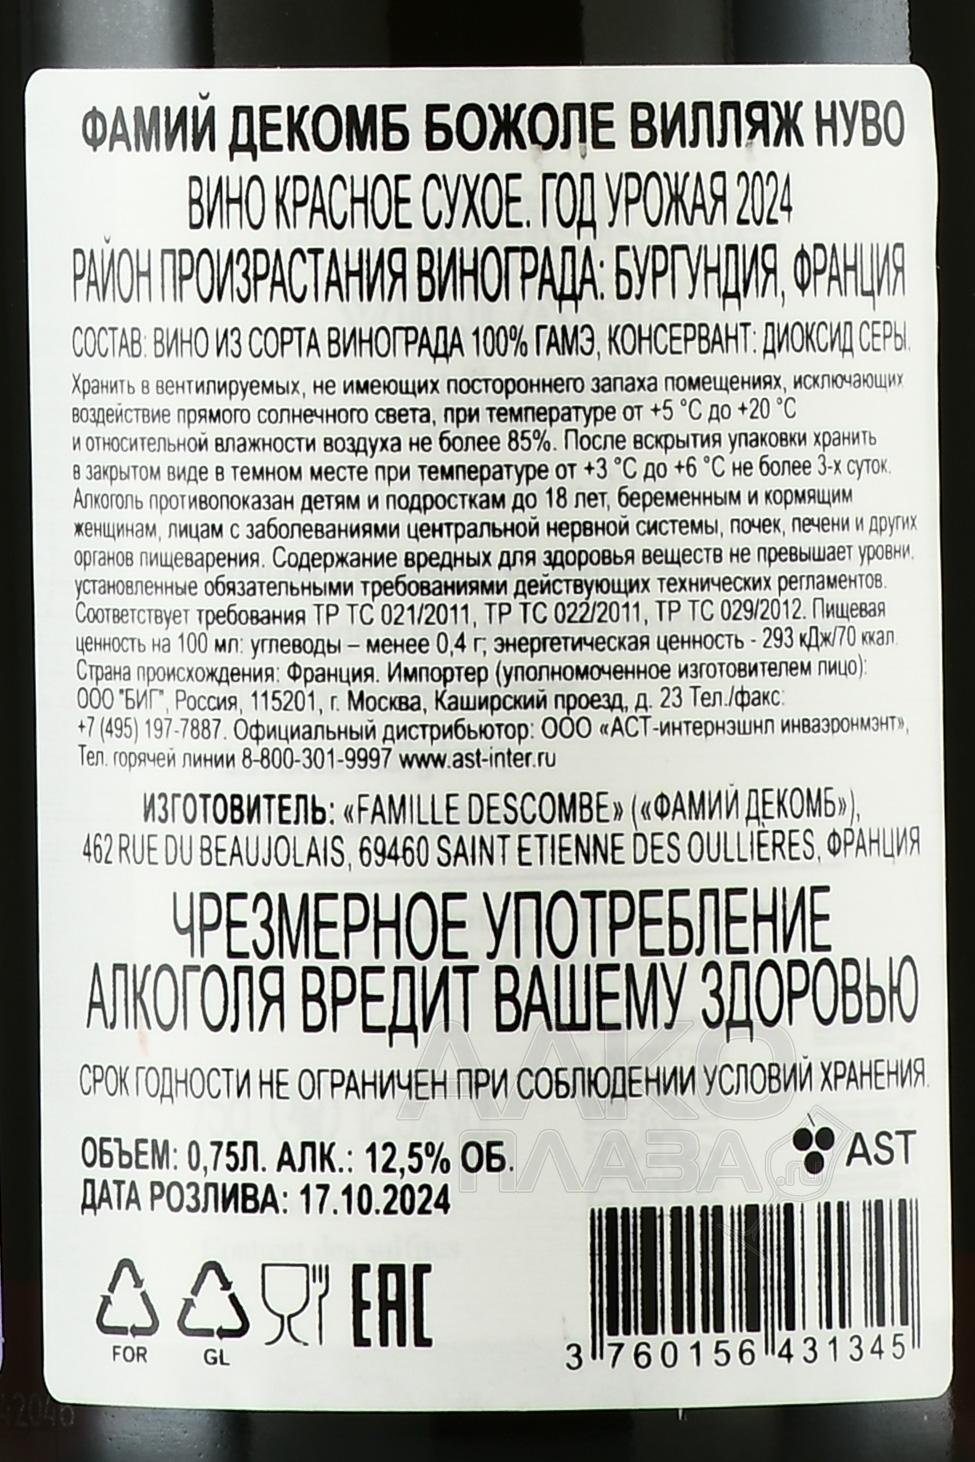 ФАМИЙ ДЕКОМБ БОЖОЛЕ ВИЛЛЯЖ НУВО
ВИНО КРАСНОЕ СУХОЕ. ГОД УРОЖАЯ 2024
РАЙОН ПРОИЗРАСТАНИЯ ВИНОГРАДА: БУРГУНДИЯ, ФРАНЦИЯ
СОСТАВ: ВИНО ИЗ СОРТА ВИНОГРАДА 100% ГАМЭ, КОНСЕРВАНТ: ДИОКСИД СЕРЫ.
Хранить в вентилируемых, не имеющих постороннего запаха помещениях, исключающих
воздействие прямого солнечного света, при температуре от +5 °С до +20 °С
и относительной влажности воздуха не более 85%. После вскрытия упаковки хранить
в закрытом виде в темном месте при температуре от +3 °С до +6 °С не более 3-х суток.
Алкоголь противопоказан детям и подросткам до 18 лет, беременным и кормящим
женщинам, лицам с заболеваниями центральной нервной системы, почек, печени и других
органов пищеварения. Содержание вредных для здоровья веществ не превышает уровни,
установленные обязательными требованиями действующих технических регламентов.
Соответствует требования ТР ТС 021/2011, ТР ТС 022/2011, ТР ТС 029/2012. Пищевая
ценность на 100 мл: углеводы – менее 0,4 г; энергетическая ценность - 293 кДж/70 ккал.
Страна происхождения: Франция. Импортер (уполномоченное изготовителем лицо):
ООО "БИГ", Россия, 115201, г. Москва, Каширский проезд, д. 23 Тел./факс:
+7 (495) 197-7887. Официальный дистрибьютор: ООО «АСТ-интернэшнл инваэронмэнт»,
Тел. горячей линии 8-800-301-9997 www.ast-inter.ru
ИЗГОТОВИТЕЛЬ: «FAMILLE DESCOMBE» («ФАМИЙ ДЕКОМБ»),
462 RUE DU BEAUJOLAIS, 69460 SAINT ETIENNE DES OULLIÈRES, ФРАНЦИЯ
ЧРЕЗМЕРНОЕ УПОТРЕБЛЕНИЕ
АЛКОГОЛЯ ВРЕДИТ ВАШЕМУ ЗДОРОВЬЮ
СРОК ГОДНОСТИ НЕ ОГРАНИЧЕН ПРИ СОБЛЮДЕНИИ УСЛОВИЙ ХРАНЕНИЯ.
АЛКО
ПЛАЗА.ru
ОБЪЕМ: 0,75Л. АЛК.: 12,5% ОБ.
AST
ДАТА РОЗЛИВА: 17.10.2024
EAC
FOR GL
3 760156 431345